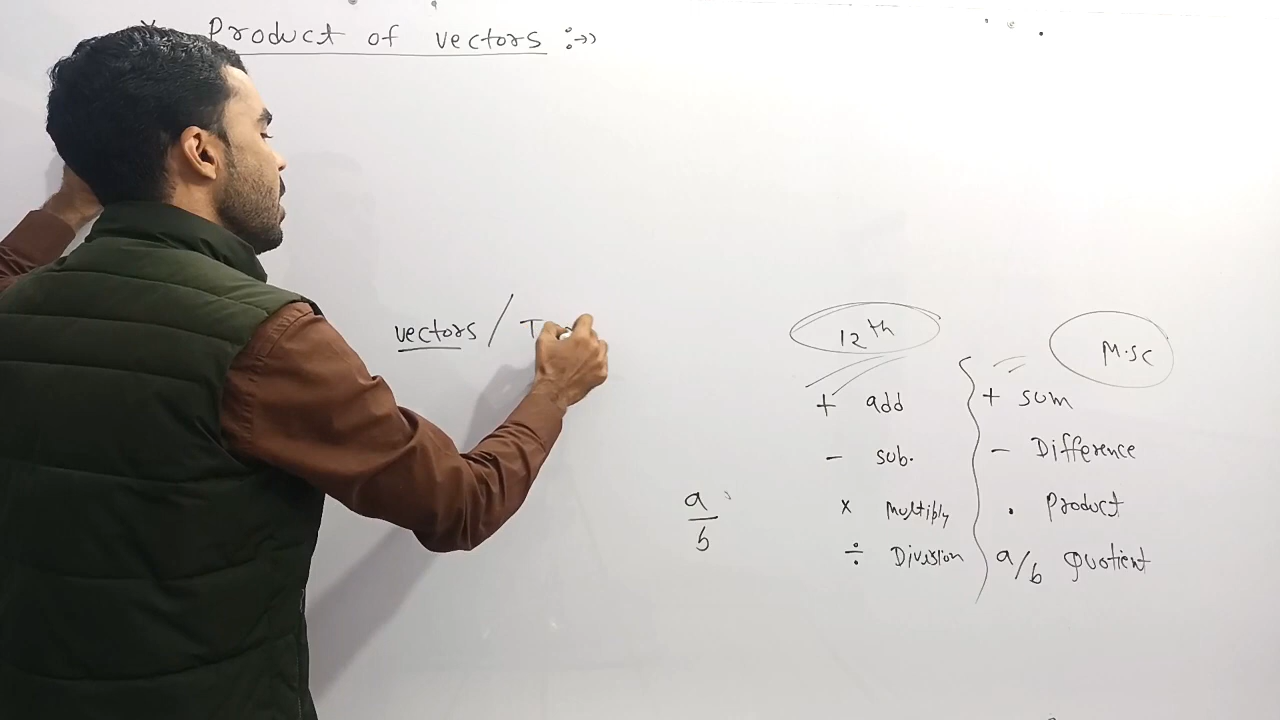 Product of vectors :→>
vectors / T
12th
M.SC
+ add
- sub.
× multiply
÷ Division
+ sum
- Difference
. Product
a/b Quotient
a
b